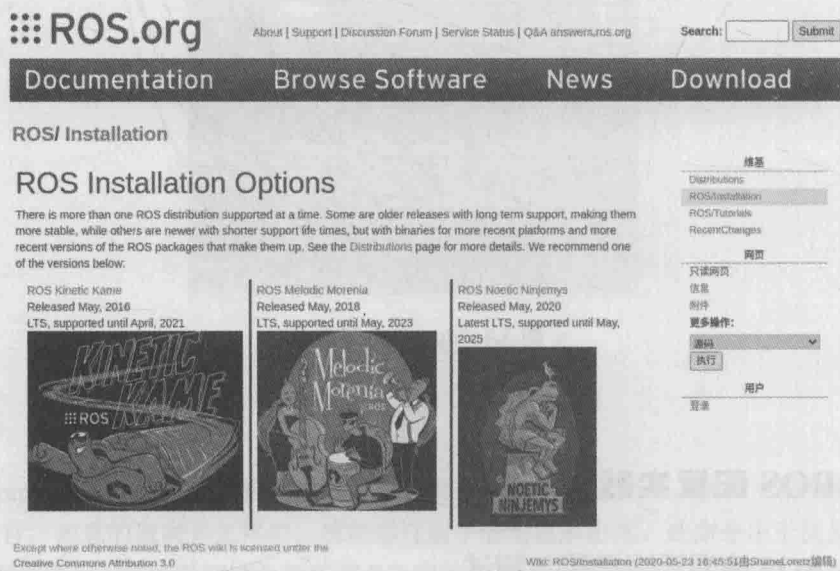 ROS.org
About | Support | Discussion Forum | Service Status | Q&A answers.ros.org
Search:
Submit
Documentation
Browse Software
News
Download
ROS/ Installation
ROS Installation Options
There is more than one ROS distribution supported at a time. Some are older releases with long term support, making them
more stable, while others are newer with shorter support life times, but with binaries for more recent platforms and more
recent versions of the ROS packages that make them up. See the Distributions page for more details. We recommend one
of the versions below:
ROS Kinetic Kame
Released May, 2016
LTS, supported until April, 2021
KINETIC
KAME
ROS
ROS Melodic Morenia
Released May, 2018
LTS, supported until May, 2023
Melodic
Morenia
ROS
ROS Noetic Ninjemys
Released May, 2020
Latest LTS, supported until May,
2025
NOETIC
NINJEMYS
维基
Distributions
ROS/Installation
ROS/Tutorials
RecentChanges
网页
只读网页
信息
附件
更多操作:
源码
执行
用户
登录
Except where otherwise noted, the ROS wiki is licensed under the
Creative Commons Attribution 3.0
Wiki: ROS/Installation (2020-05-23 16:45:51由ShaneLoretz编辑)